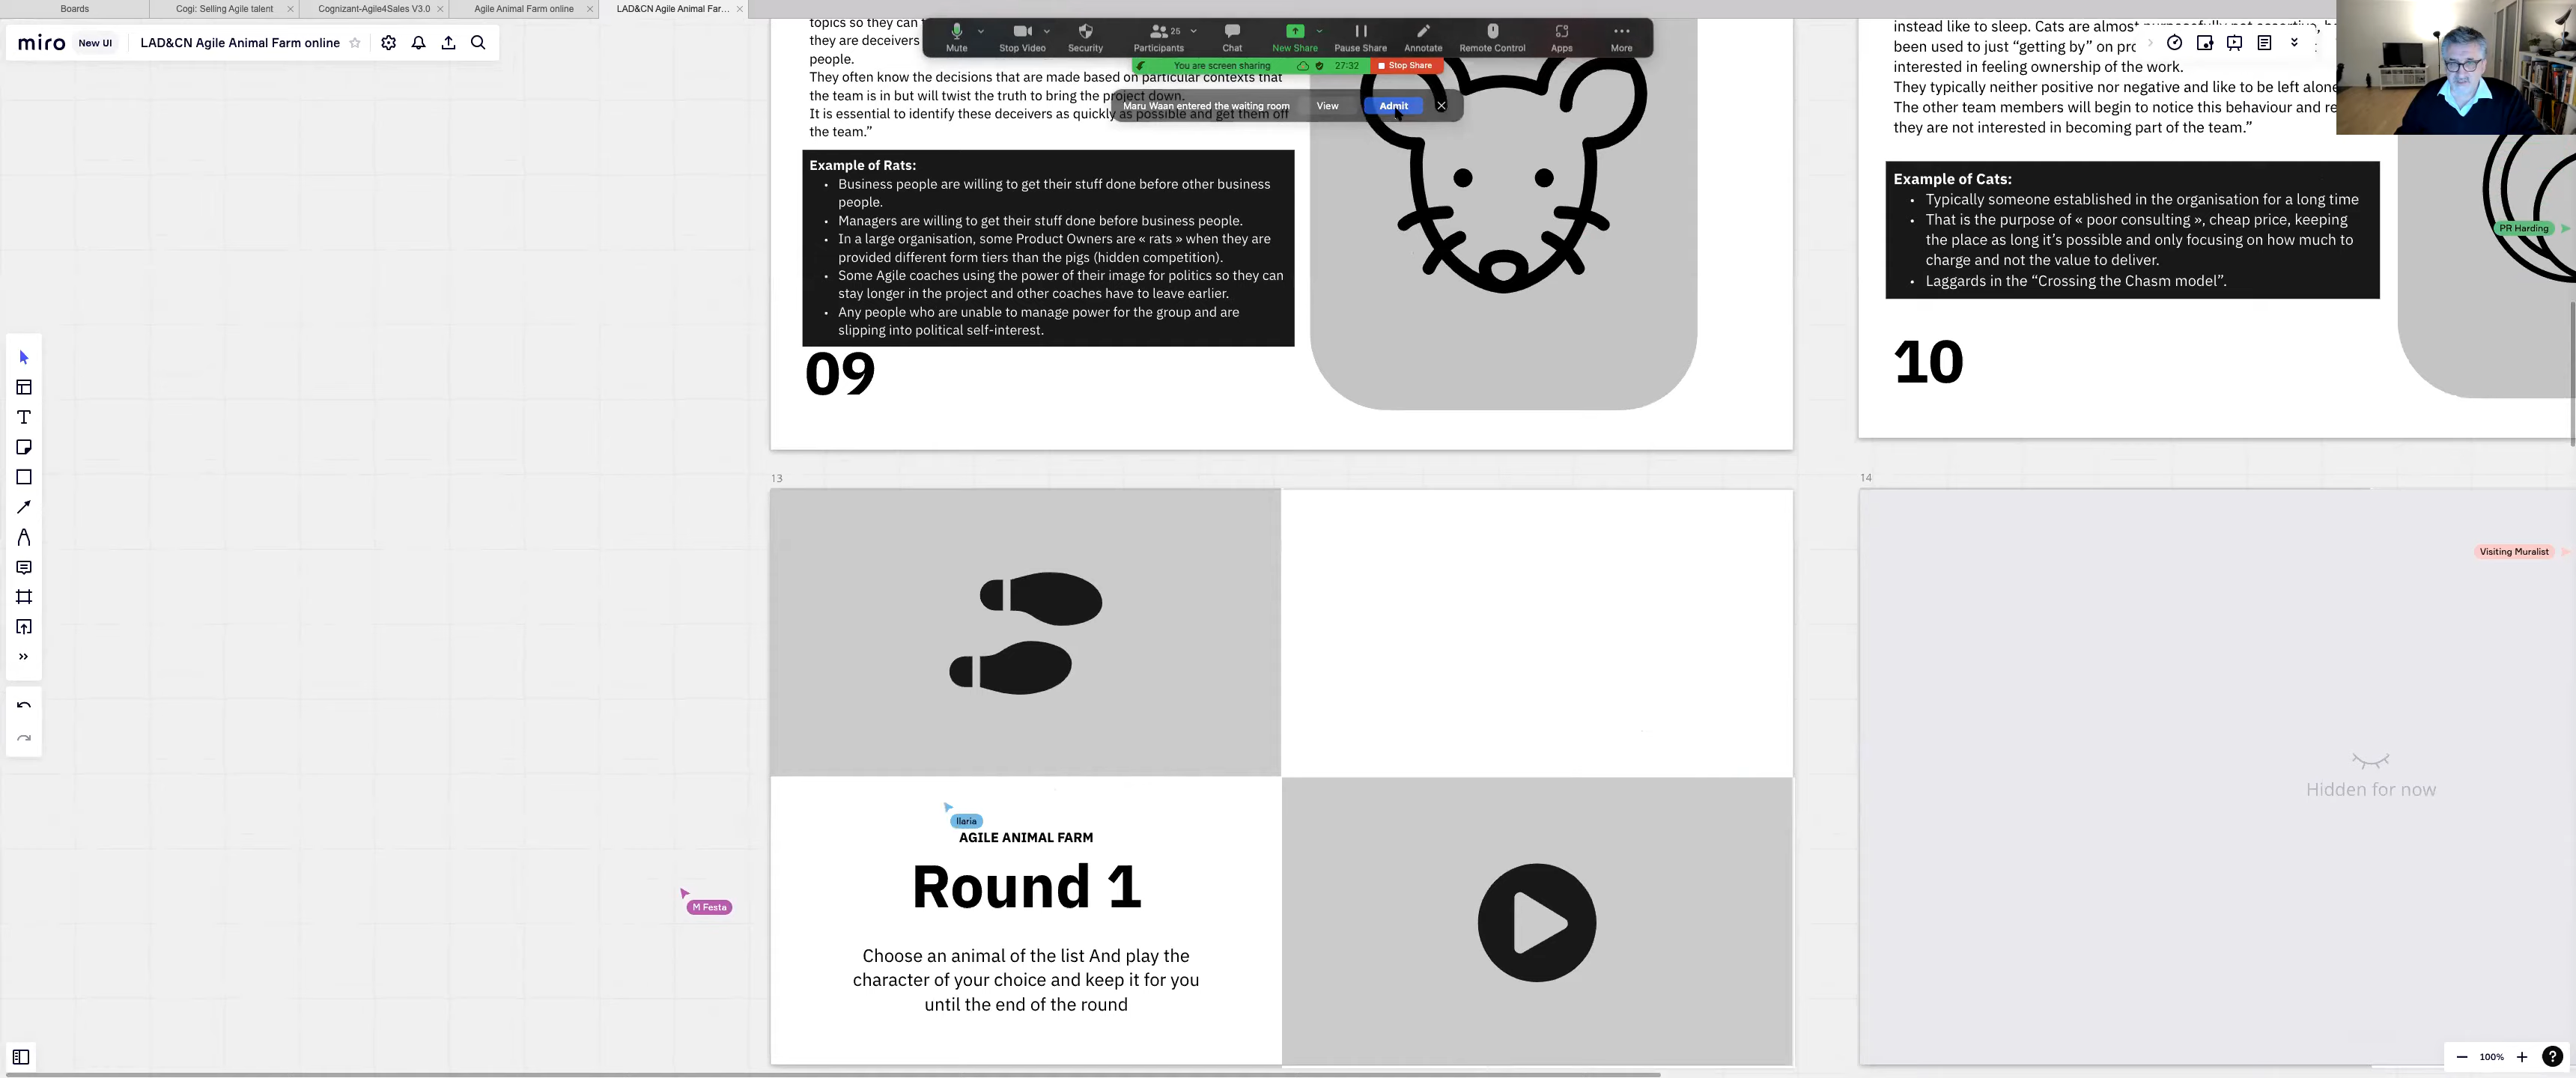 Boards
Cogi: Selling Agile talent
Cognizant-Agile4Sales V3.0
Agile Animal Farm online
LAD&CN Agile Animal Far...
miro
New UI
LAD&CN Agile Animal Farm online
Mute
Stop Video
Security
25
Participants
Chat
New Share
Pause Share
Annotate
Remote Control
Apps
More
You are screen sharing
27:32
Stop Share
Maru Waan entered the waiting room
View
Admit
topics so they can
they are deceivers
people.
They often know the decisions that are made based on particular contexts that
the team is in but will twist the truth to bring the project down.
It is essential to identify these deceivers as quickly as possible and get them off
the team.”
Example of Rats:
• Business people are willing to get their stuff done before other business
people.
• Managers are willing to get their stuff done before business people.
• In a large organisation, some Product Owners are « rats » when they are
provided different form tiers than the pigs (hidden competition).
• Some Agile coaches using the power of their image for politics so they can
stay longer in the project and other coaches have to leave earlier.
• Any people who are unable to manage power for the group and are
slipping into political self-interest.
09
instead like to sleep. Cats are almost purposefully not assertive,
been used to just “getting by” on
interested in feeling ownership of the work.
They typically neither positive nor negative and like to be left alone
The other team members will begin to notice this behaviour and
they are not interested in becoming part of the team.”
Example of Cats:
• Typically someone established in the organisation for a long time
• That is the purpose of « poor consulting », cheap price, keeping
the place as long it’s possible and only focusing on how much to
charge and not the value to deliver.
• Laggards in the “Crossing the Chasm model”.
10
PR Harding
13
AGILE ANIMAL FARM
Round 1
Choose an animal of the list And play the
character of your choice and keep it for you
until the end of the round
Ilaria
M Festa
14
Visiting Muralist
Hidden for now
100%